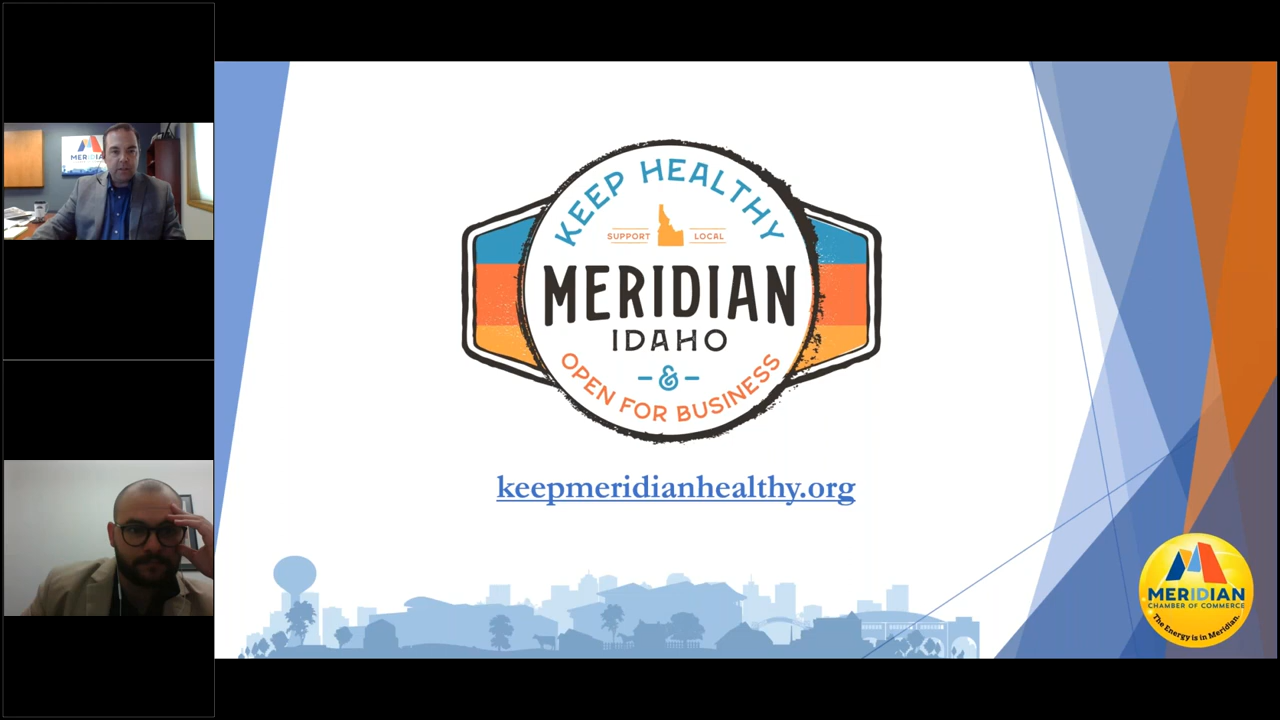 MERIDIAN
KEEP HEALTHY
SUPPORT LOCAL
MERIDIAN
IDAHO
&
OPEN FOR BUSINESS
keepmeridianhealthy.org
MERIDIAN
CHAMBER OF COMMERCE
The Energy is in Meridian.